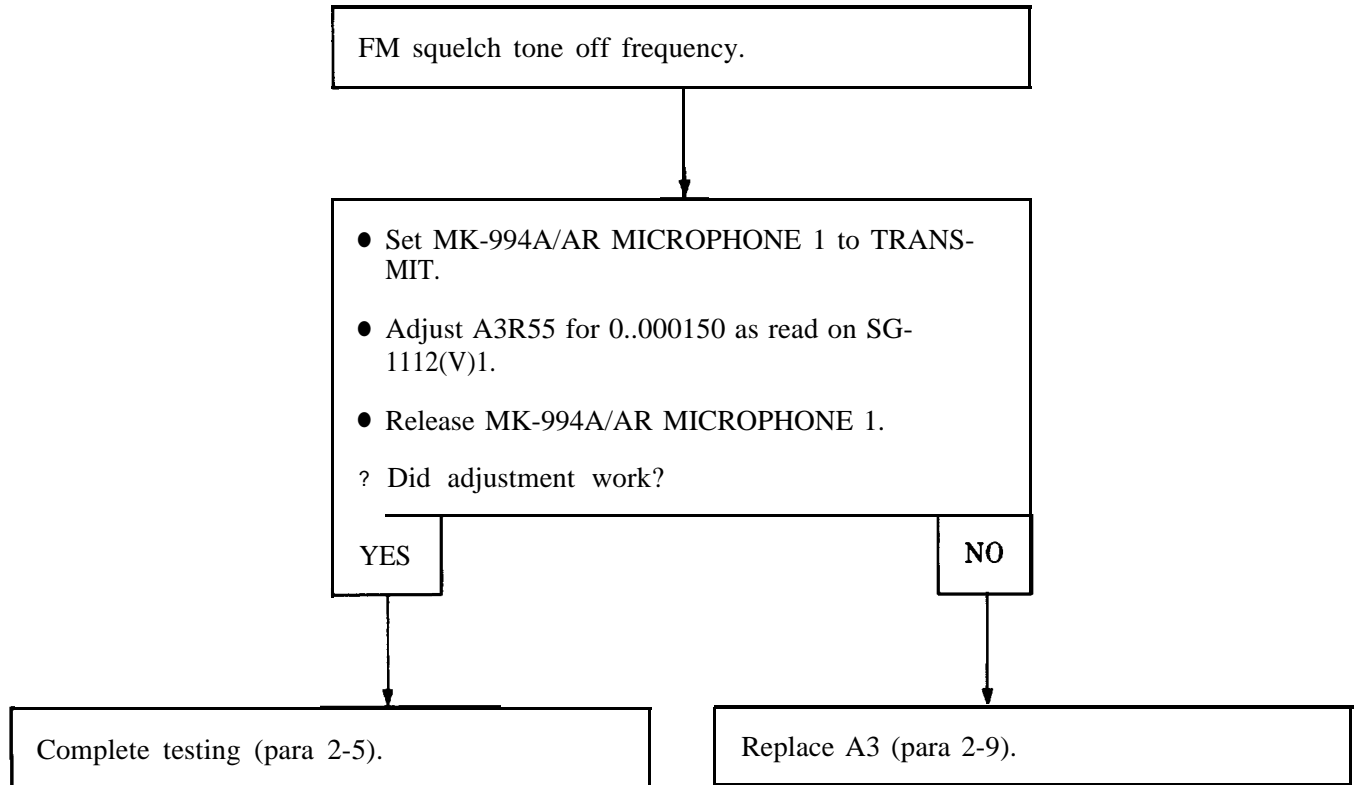 FM squelch tone off frequency.
● Set MK-994A/AR MICROPHONE 1 to TRANS-
MIT.
● Adjust A3R55 for 0..000150 as read on SG-
1112(V)1.
● Release MK-994A/AR MICROPHONE 1.
? Did adjustment work?
YES
NO
Complete testing (para 2-5).
Replace A3 (para 2-9).